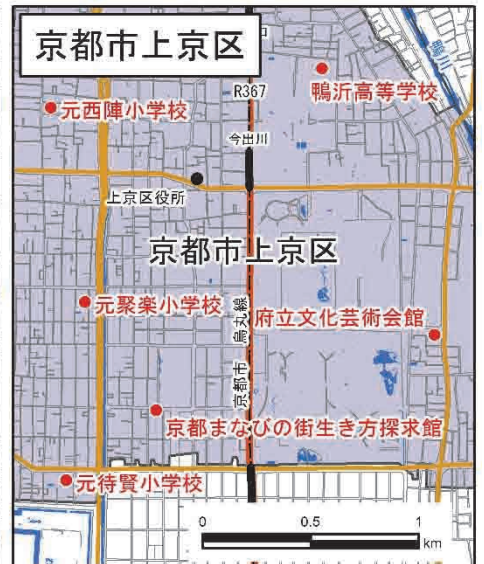 京都市上京区
鴨川
R367
鴨沂高等学校
元西陣小学校
今出川
上京区役所
京都市上京区
元聚楽小学校
府立文化芸術会館
京都市 烏丸線
京都まなびの街生き方探求館
元待賢小学校
0 0.5 1
km